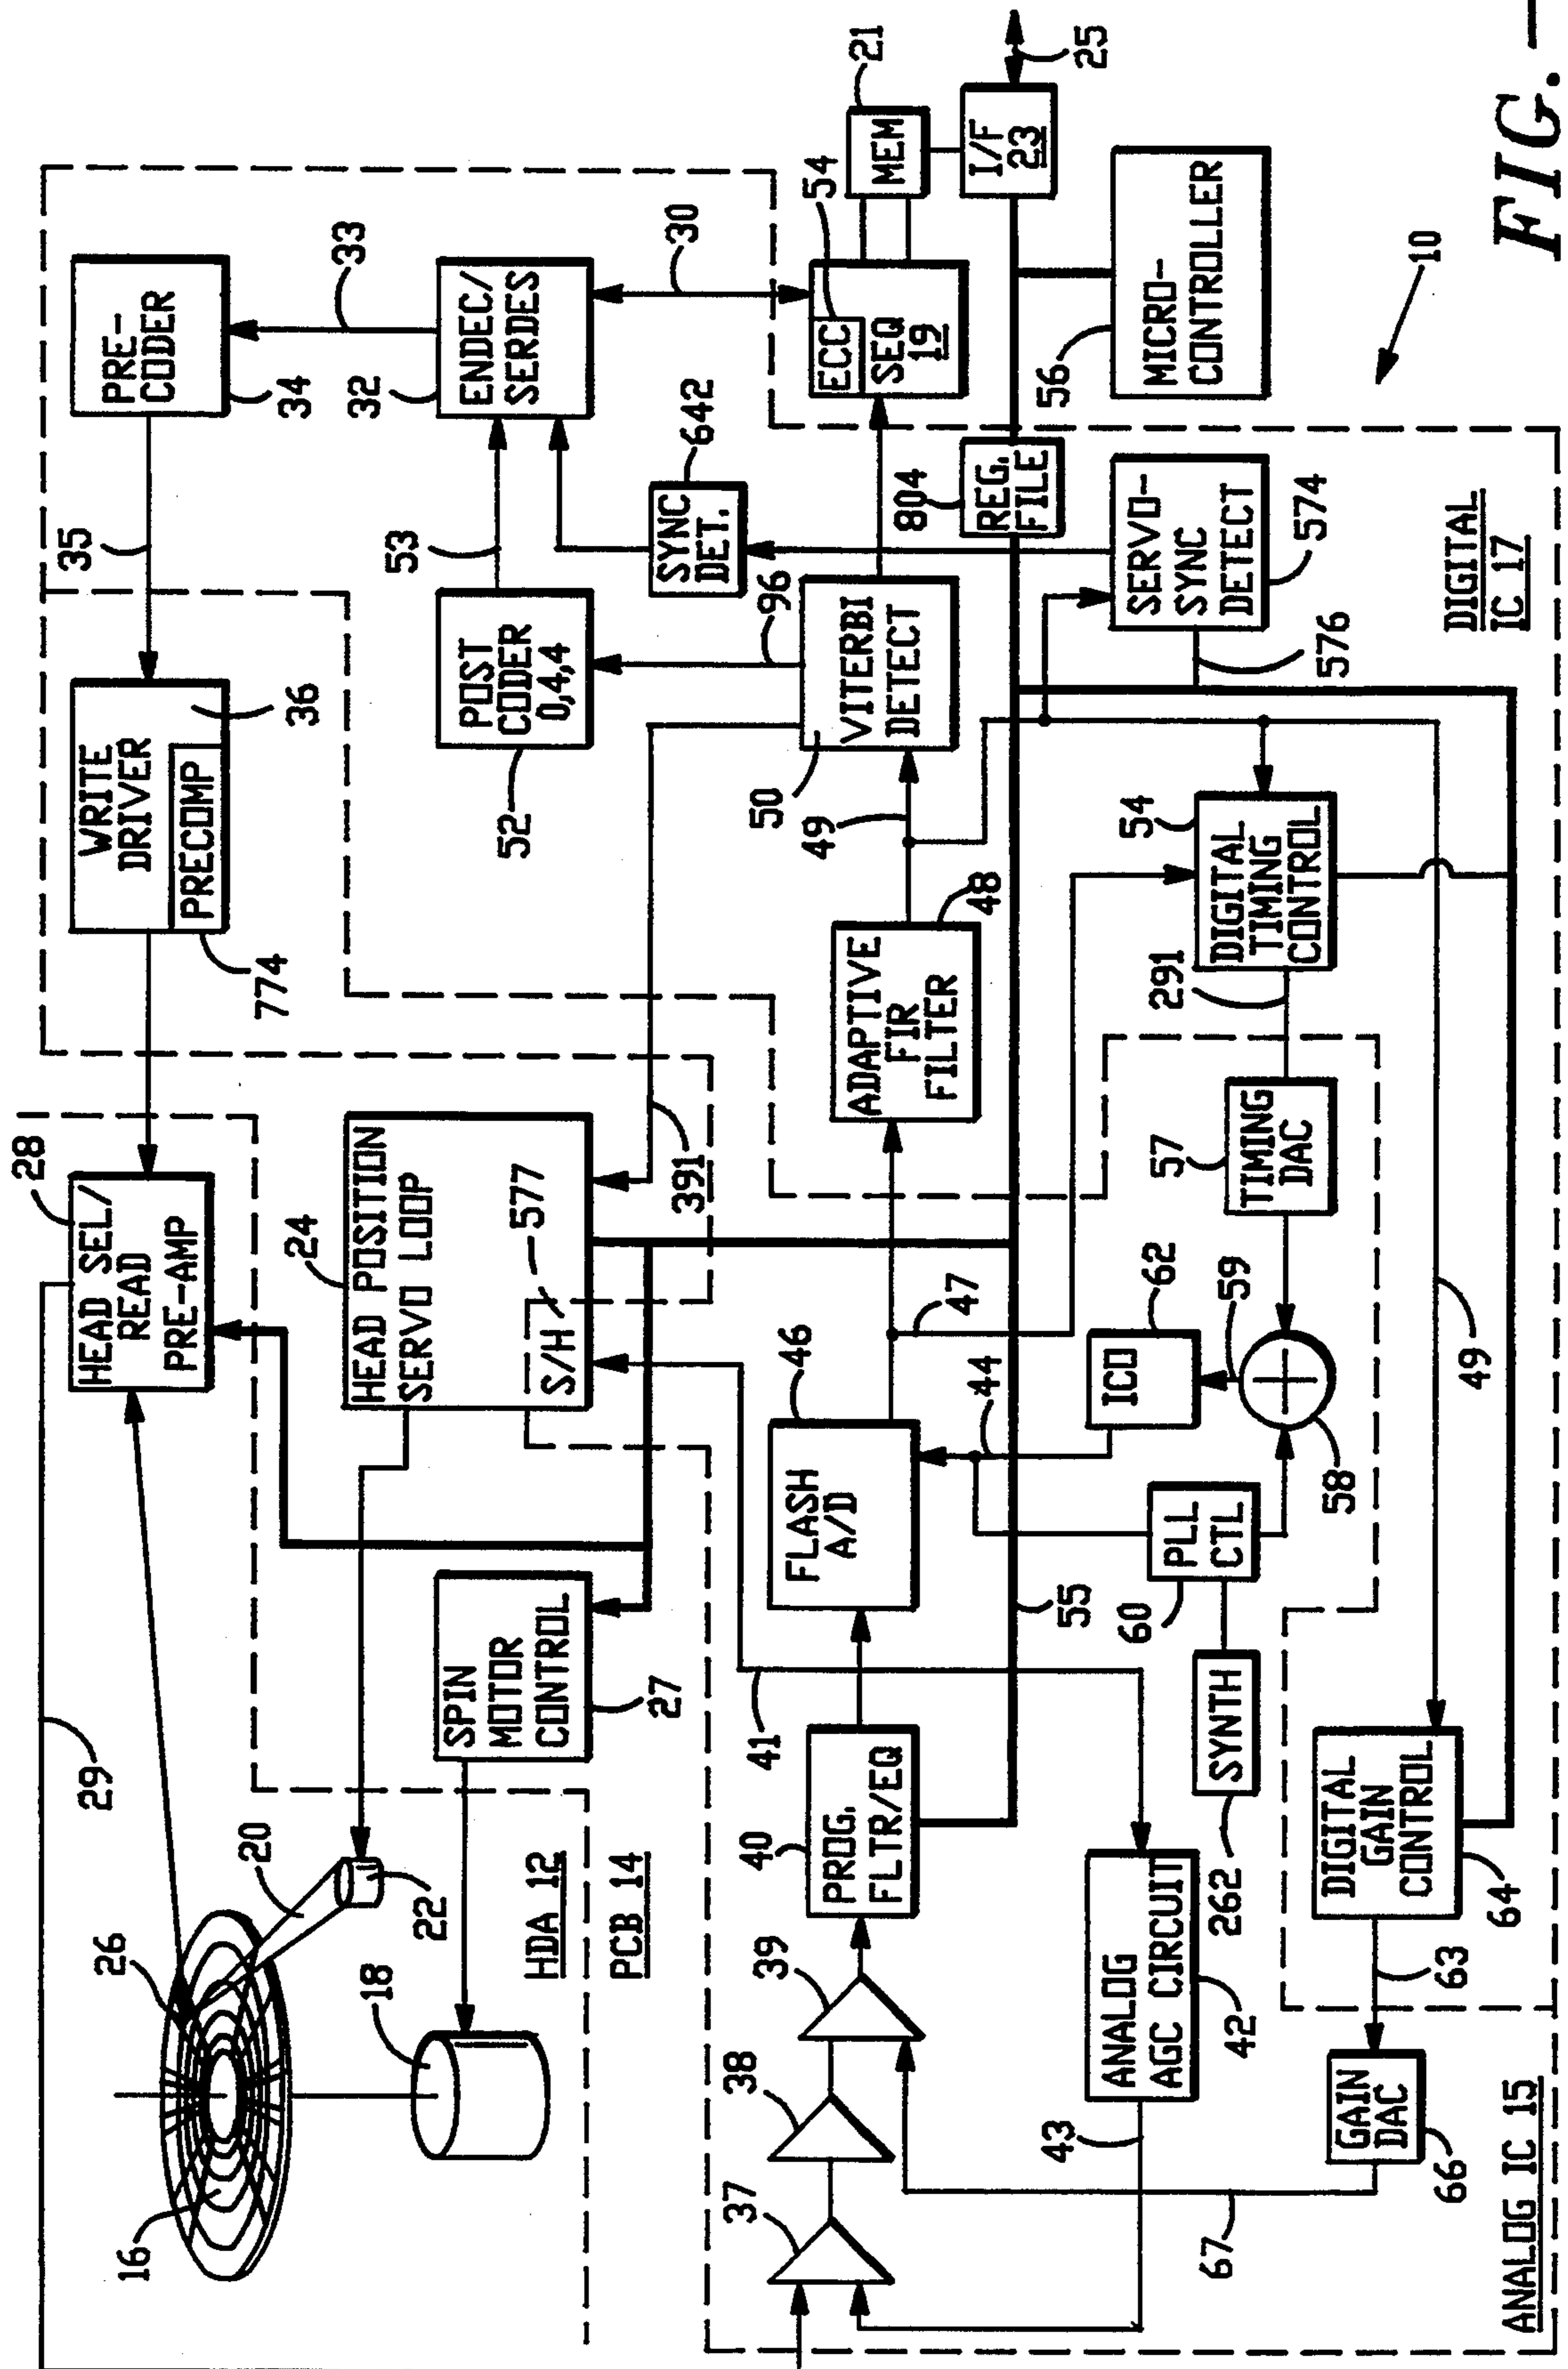 29
28
HEAD SEL/
READ
PRE-AMP
WRITE
DRIVER
PRECOMP
36
774
35
PRE-
CODER
34
33
16
26
20
22
18
HDA 12
PCB 14
SPIN
MOTOR
CONTROL
27
24
HEAD POSITION
SERVO LOOP
S/H
577
391
POST
CODER
0,4,4
52
53
96
SYNC
DET.
642
ENDEC/
SERDES
32
30
37
38
39
40
PROG.
FLTR/EQ
41
FLASH
A/D
46
47
44
ADAPTIVE
FIR
FILTER
48
49
50
VITERBI
DETECT
ECC
54
SEQ
19
MEM
21
I/F
23
25
55
REG.
FILE
804
43
ANALOG
AGC CIRCUIT
42
SYNTH
262
60
PLL
CTL
ICO
62
59
58
57
TIMING
DAC
291
DIGITAL
TIMING
CONTROL
54
SERVO-
SYNC
DETECT
574
576
56
MICRO-
CONTROLLER
67
GAIN
DAC
66
63
DIGITAL
GAIN
CONTROL
64
49
DIGITAL
IC 17
ANALOG IC 15
10
FIG.